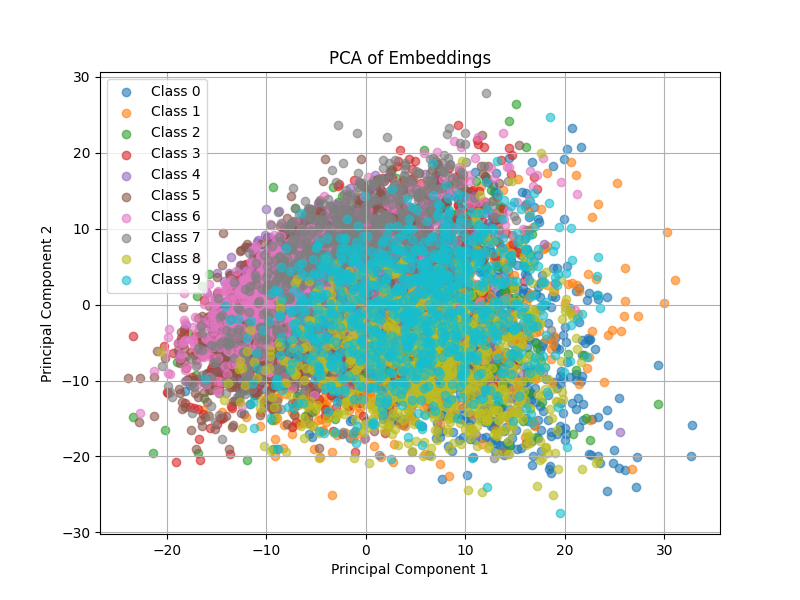 PCA of Embeddings
Class 0
Class 1
Class 2
Class 3
Class 4
Class 5
Class 6
Class 7
Class 8
Class 9
30
20
10
0
−10
−20
−30
Principal Component 2
−20 −10 0 10 20 30
Principal Component 1